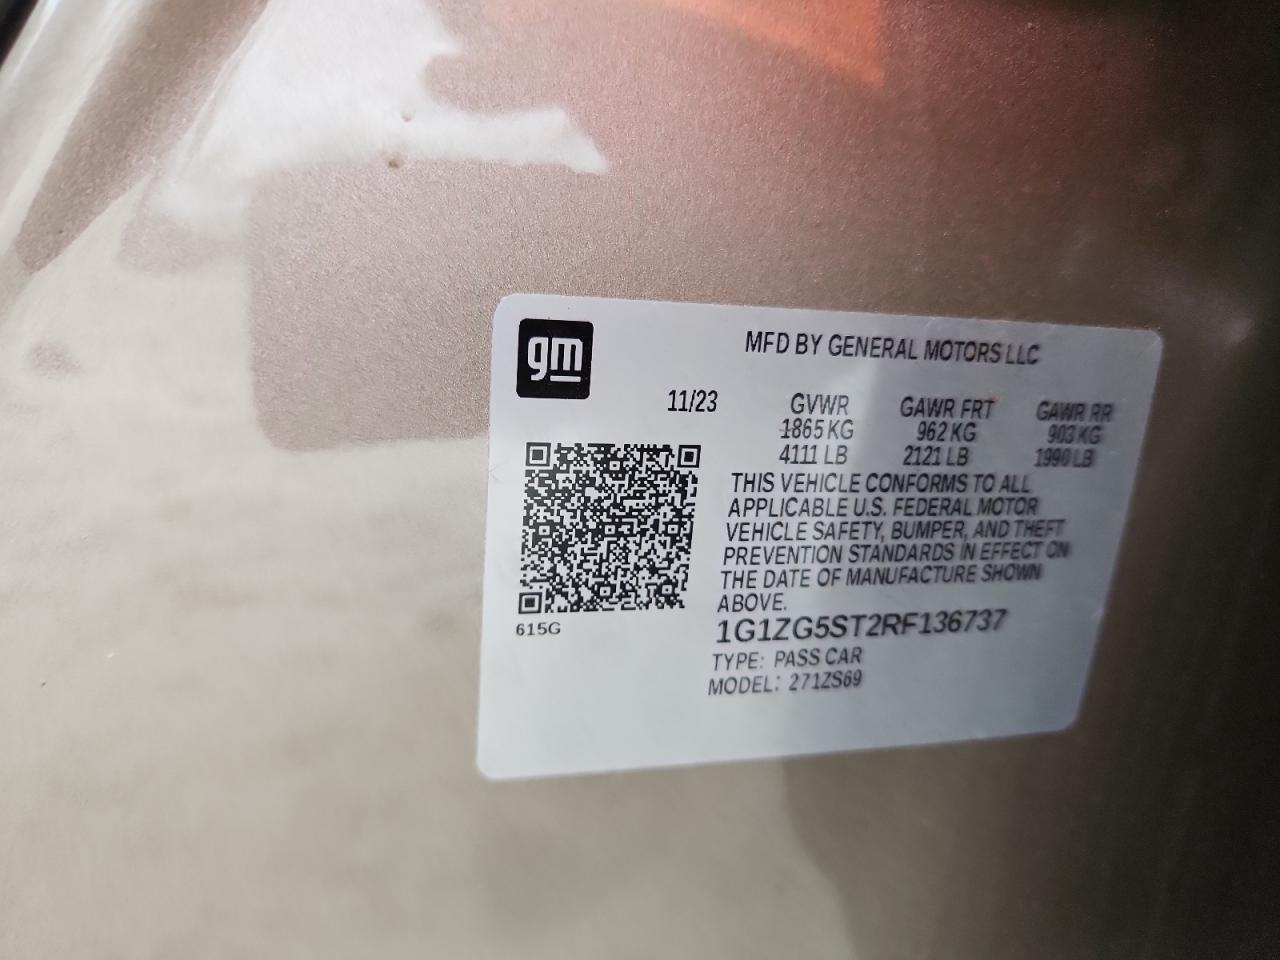 gm
MFD BY GENERAL MOTORS LLC
11/23 GVWR GAWR FRT GAWR RR
1865 KG 962 KG 903 KG
4111 LB 2121 LB 1990 LB
THIS VEHICLE CONFORMS TO ALL
APPLICABLE U.S. FEDERAL MOTOR
VEHICLE SAFETY, BUMPER, AND THEFT
PREVENTION STANDARDS IN EFFECT ON
THE DATE OF MANUFACTURE SHOWN
ABOVE.
615G
1G1ZG5ST2RF136737
TYPE: PASS CAR
MODEL: 271ZS69